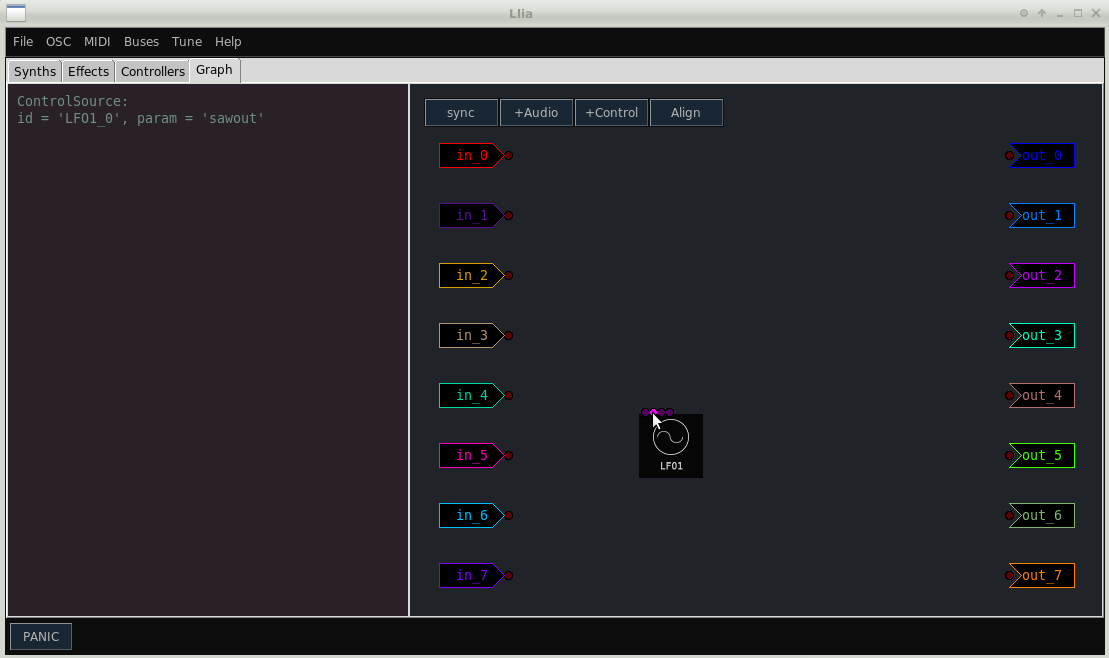 Llia
File OSC MIDI Buses Tune Help
Synths Effects Controllers Graph
ControlSource:
id = 'LFO1_0', param = 'sawout'
sync +Audio +Control Align
in_0 out_0
in_1 out_1
in_2 out_2
in_3 out_3
in_4 out_4
in_5 out_5
in_6 out_6
in_7 out_7
LFO1
PANIC